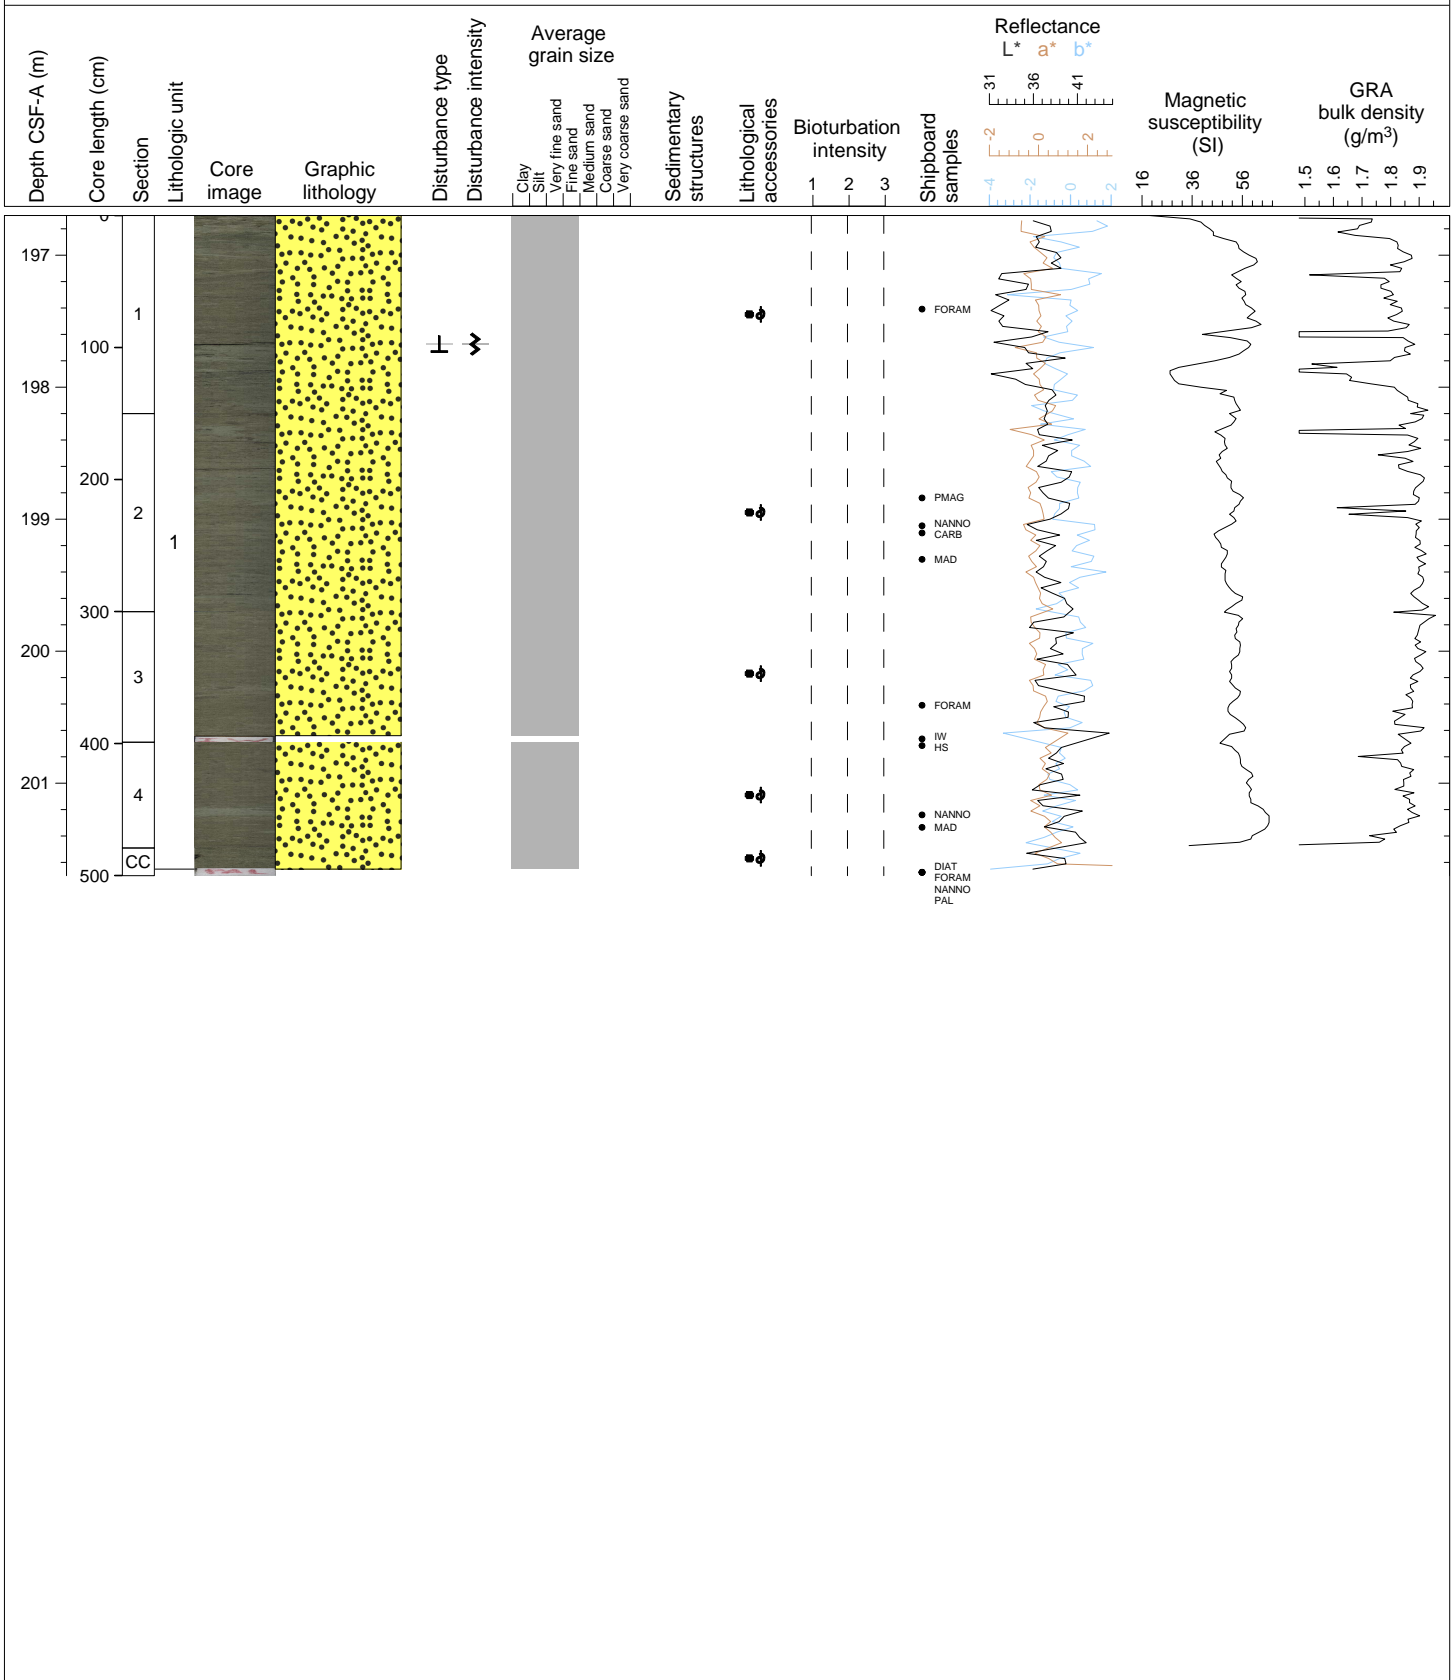 Depth CSF-A (m)
Core length (cm)
Section
Lithologic unit
Core
image
Graphic
lithology
Disturbance type
Disturbance intensity
Average
grain size
Clay
Silt
Very fine sand
Fine sand
Medium sand
Coarse sand
Very coarse sand
Sedimentary
structures
Lithological
accessories
Bioturbation
intensity
1 2 3
Shipboard
samples
Reflectance
L* a* b*
31 36 41
-2 0 2
-4 -2 0 2
Magnetic
susceptibility
(SI)
16 36 56
GRA
bulk density
(g/m3)
1.5 1.6 1.7 1.8 1.9
0
197
1
FORAM
100
198
200
PMAG
199
2
NANNO
CARB
1
MAD
300
200
3
FORAM
IW
400
HS
201
4
NANNO
MAD
CC
DIAT
500
FORAM
NANNO
PAL